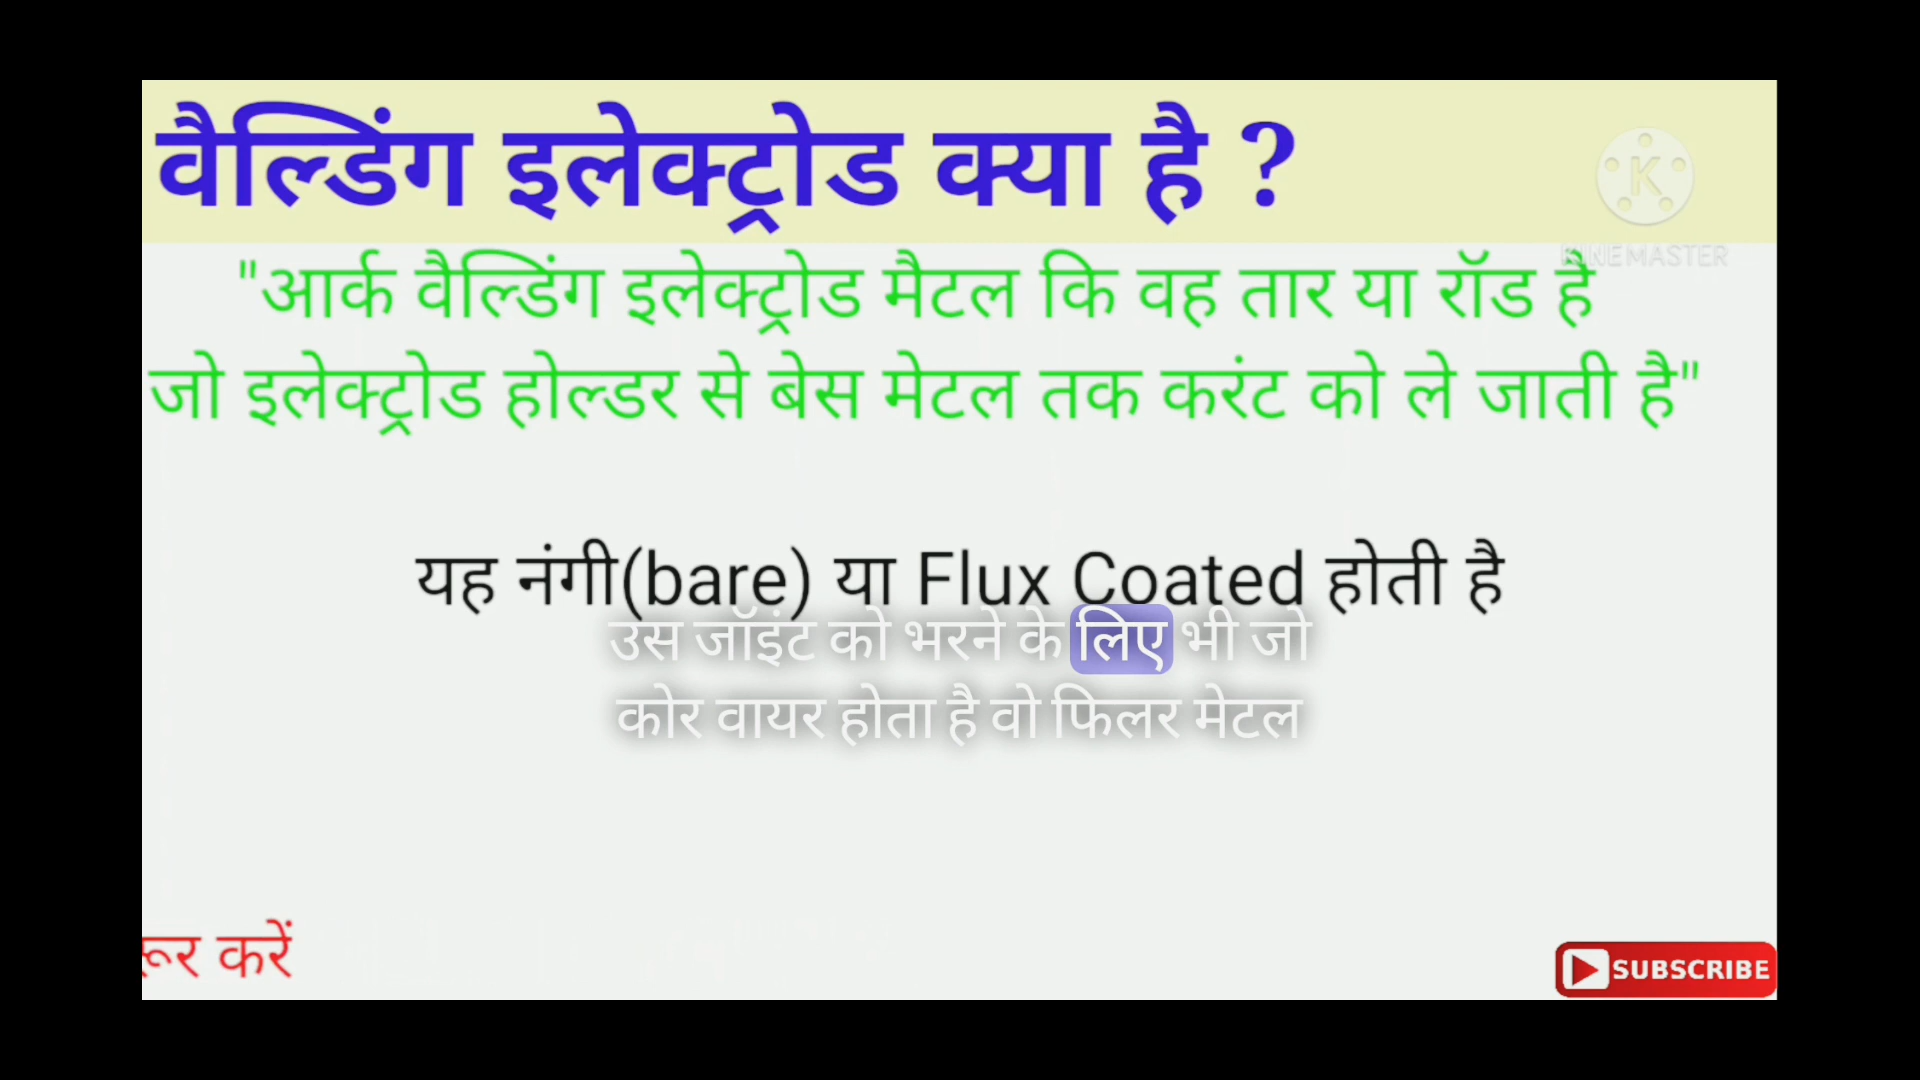 वैल्डिंग इलेक्ट्रोड क्या है ?
K
KINEMASTER
"आर्क वैल्डिंग इलेक्ट्रोड मैटल कि वह तार या रॉड है
जो इलेक्ट्रोड होल्डर से बेस मेटल तक करंट को ले जाती है"
यह नंगी(bare) या Flux Coated होती है
उस जॉइंट को भरने के लिए भी जो
कोर वायर होता है वो फिलर मेटल
करें
SUBSCRIBE